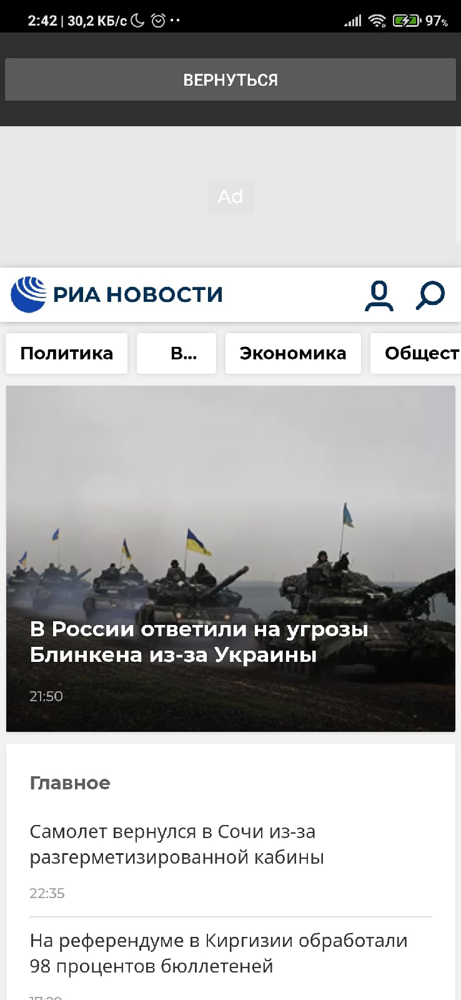 2:42 | 30,2 КБ/с
97%
ВЕРНУТЬСЯ
Ad
РИА НОВОСТИ
Политика В... Экономика Общест
В России ответили на угрозы
Блинкена из-за Украины
21:50
Главное
Самолет вернулся в Сочи из-за
разгерметизированной кабины
22:35
На референдуме в Киргизии обработали
98 процентов бюллетеней